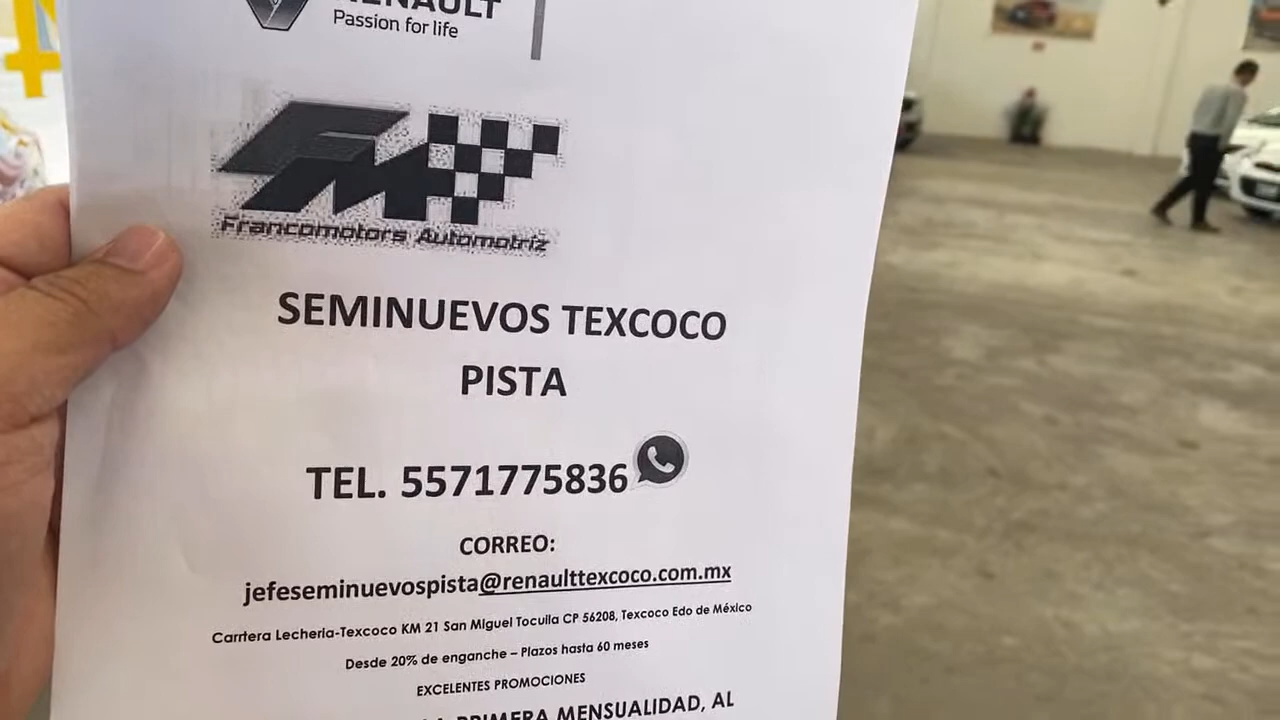 RENAULT
Passion for life
FM
Francomotors Automotriz
SEMINUEVOS TEXCOCO
PISTA
TEL. 5571775836
CORREO:
jefeseminuevospista@renaulttexcoco.com.mx
Carrtera Lecheria-Texcoco KM 21 San Miguel Tocuila CP 56208, Texcoco Edo de México
Desde 20% de enganche – Plazos hasta 60 meses
EXCELENTES PROMOCIONES
PRIMERA MENSUALIDAD, AL